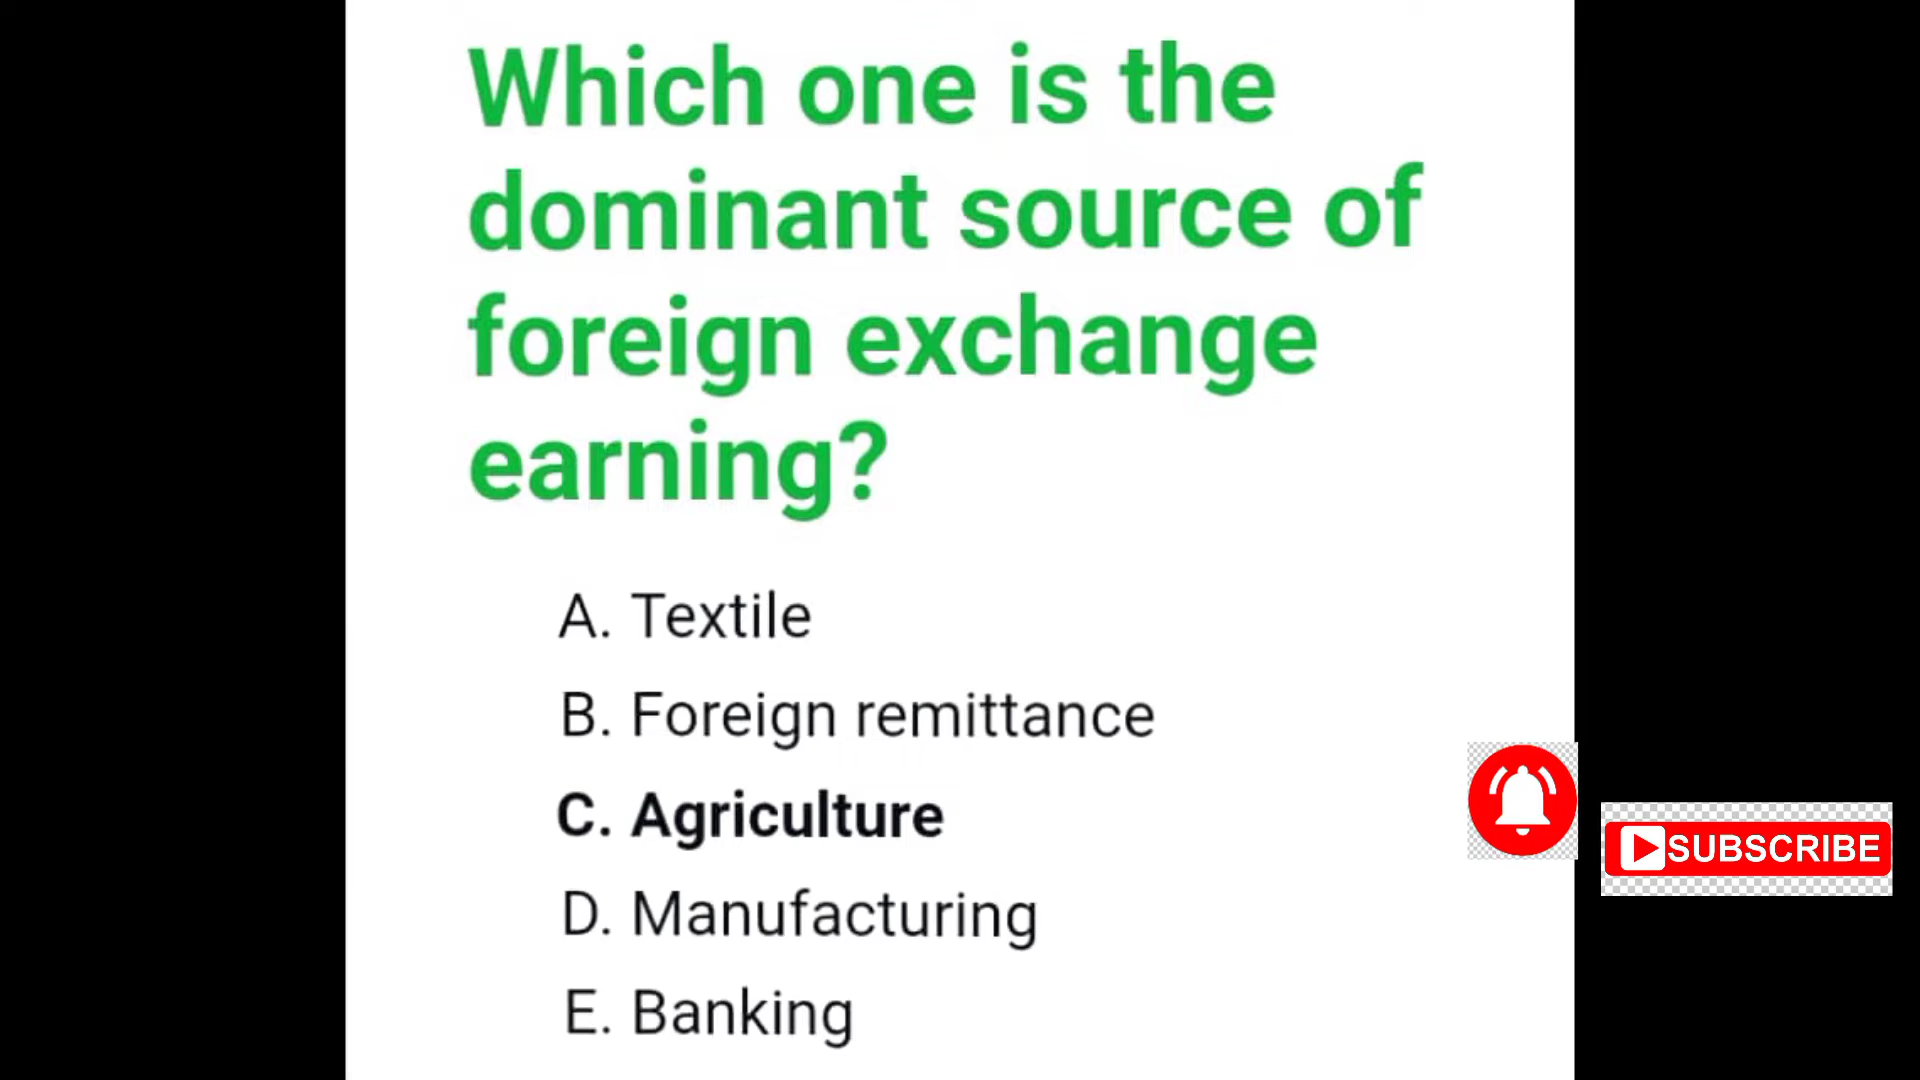 Which one is the
dominant source of
foreign exchange
earning?
A. Textile
B. Foreign remittance
C. Agriculture
D. Manufacturing
E. Banking
SUBSCRIBE